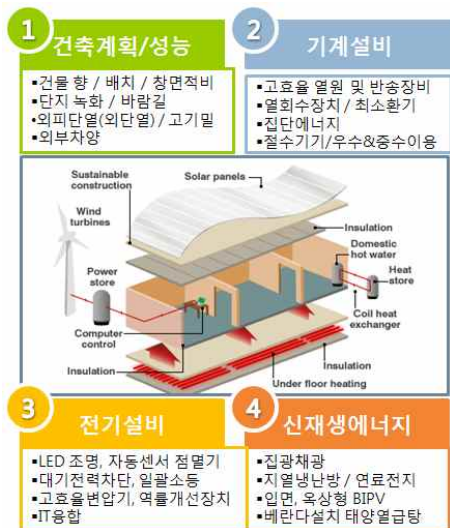 1
건축계획/성능
▪건물 향 / 배치 / 창면적비
▪단지 녹화 / 바람길
▪외피단열(외단열) / 고기밀
▪외부차양
2
기계설비
▪고효율 열원 및 반송장비
▪열회수장치 / 최소환기
▪집단에너지
▪절수기기/우수&중수이용
Sustainable
construction
Solar panels
Wind
turbines
Insulation
Domestic
hot water
Power
store
Heat
store
Computer
control
Coil heat
exchanger
Insulation
Insulation
Under floor heating
3
전기설비
▪LED 조명, 자동센서 점멸기
▪대기전력차단, 일괄소등
▪고효율변압기, 역률개선장치
▪IT융합
4
신재생에너지
▪집광채광
▪지열냉난방 / 연료전지
▪입면, 옥상형 BIPV
▪베란다설치 태양열급탕